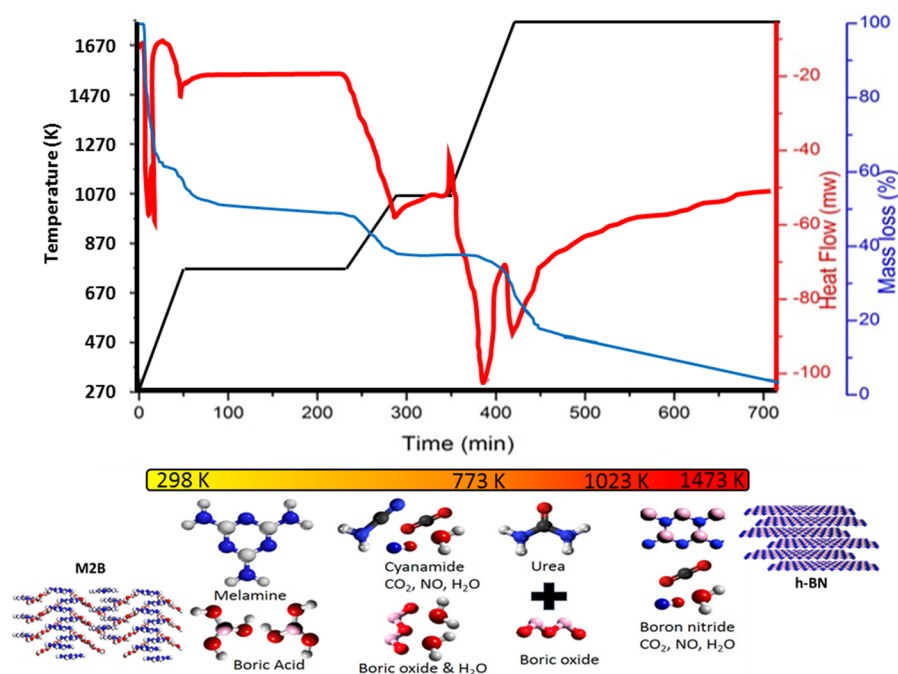 1670
1470
1270
1070
870
670
470
270
Temperature (K)
0
100
200
300
400
500
600
700
Time (min)
-20
-40
-60
-80
-100
Heat Flow (mw)
100
80
60
40
20
0
Mass loss (%)
298 K
773 K
1023 K
1473 K
M2B
Melamine
Boric Acid
Cyanamide
CO₂, NO, H₂O
Boric oxide & H₂O
Urea
Boric oxide
Boron nitride
CO₂, NO, H₂O
h-BN